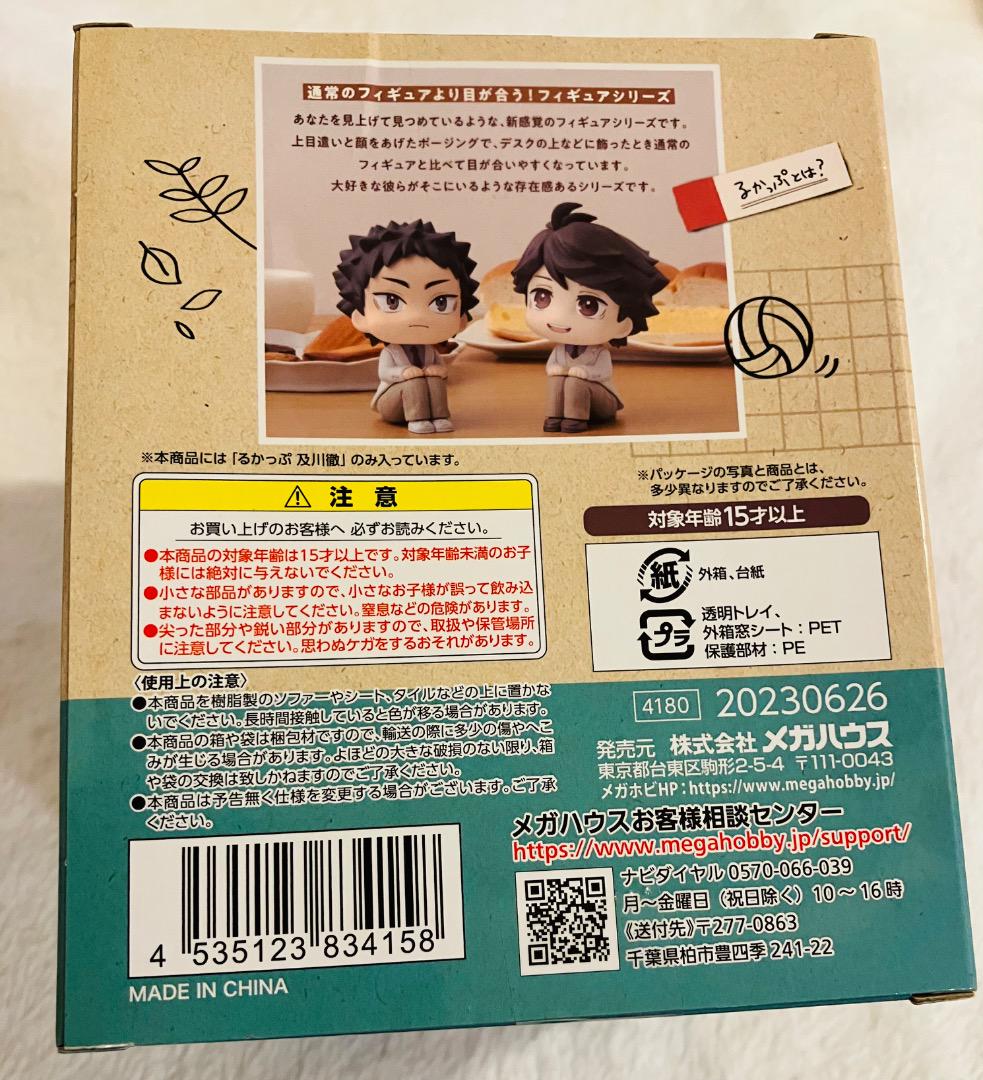 通常のフィギュアより目が合う!フィギュアシリーズ
あなたを見上げて見つめているような、新感覚のフィギュアシリーズです。
上目遣いと顔をあげたポージングで、デスクの上などに飾ったとき通常の
フィギュアと比べて目が合いやすくなっています。
大好きな彼らがそこにいるような存在感あるシリーズです。
るかっぷとは?
※本商品には「るかっぷ 及川徹」のみ入っています。
⚠ 注意
お買い上げのお客様へ 必ずお読みください。
●本商品の対象年齢は15才以上です。対象年齢未満のお子
様には絶対に与えないでください。
●小さな部品がありますので、小さなお子様が誤って飲み込
まないように注意してください。窒息などの危険があります。
●尖った部分や鋭い部分がありますので、取扱や保管場所
に注意してください。思わぬケガをするおそれがあります。
〈使用上の注意〉
●本商品を樹脂製のソファーやシート、タイルなどの上に置かな
いでください。長時間接触していると色が移る場合があります。
●本商品の箱や袋は梱包材ですので、輸送の際に多少の傷やへこ
みが生じる場合があります。よほどの大きな破損のない限り、箱
や袋の交換は致しかねますのでご了承ください。
●本商品は予告無く仕様を変更する場合がございます。ご了承
ください。
4 535123 834158
MADE IN CHINA
※パッケージの写真と商品とは、
多少異なりますのでご了承ください。
対象年齢15才以上
紙 外箱、台紙
プラ 透明トレイ、
外箱窓シート:PET
保護部材:PE
4180 20230626
発売元 株式会社 メガハウス
東京都台東区駒形2-5-4 〒111-0043
メガホビHP:https://www.megahobby.jp/
メガハウスお客様相談センター
https://www.megahobby.jp/support/
ナビダイヤル 0570-066-039
月〜金曜日(祝日除く)10〜16時
《送付先》〒277-0863
千葉県柏市豊四季241-22